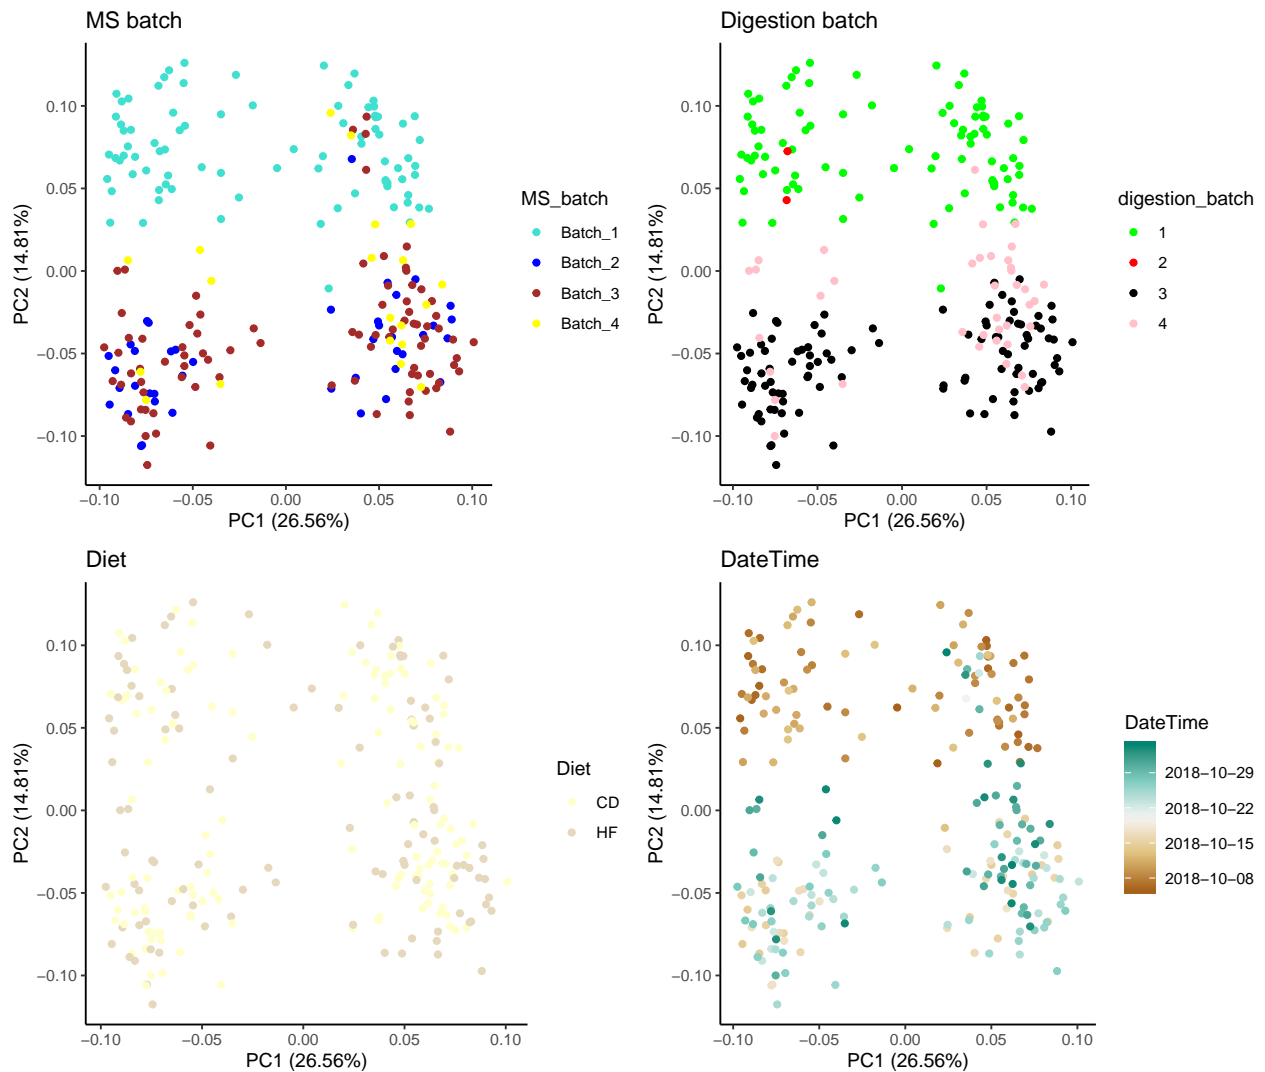 MS batch
PC2 (14.81%)
0.10
0.05
0.00
−0.05
−0.10
−0.10
−0.05
0.00
0.05
0.10
PC1 (26.56%)
MS_batch
Batch_1
Batch_2
Batch_3
Batch_4
Digestion batch
PC2 (14.81%)
0.10
0.05
0.00
−0.05
−0.10
−0.10
−0.05
0.00
0.05
0.10
PC1 (26.56%)
digestion_batch
1
2
3
4
Diet
PC2 (14.81%)
0.10
0.05
0.00
−0.05
−0.10
−0.10
−0.05
0.00
0.05
0.10
PC1 (26.56%)
Diet
CD
HF
DateTime
PC2 (14.81%)
0.10
0.05
0.00
−0.05
−0.10
−0.10
−0.05
0.00
0.05
0.10
PC1 (26.56%)
DateTime
2018−10−29
2018−10−22
2018−10−15
2018−10−08